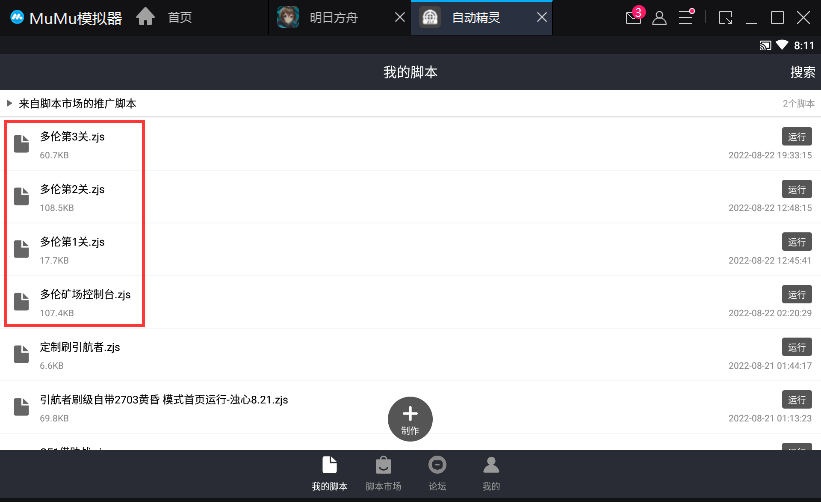 MuMu模拟器
首页
明日方舟
自动精灵
3
8:11
我的脚本
搜索
来自脚本市场的推广脚本
2个脚本
多伦第3关.zjs
运行
60.7KB
2022-08-22 19:33:15
多伦第2关.zjs
运行
108.5KB
2022-08-22 12:48:15
多伦第1关.zjs
运行
17.7KB
2022-08-22 12:45:41
多伦矿场控制台.zjs
运行
107.4KB
2022-08-22 02:20:29
定制刷引航者.zjs
运行
6.6KB
2022-08-21 01:44:17
引航者刷级自带2703黄昏 模式首页运行-浊心8.21.zjs
运行
69.8KB
2022-08-21 01:13:23
制作
我的脚本
脚本市场
论坛
我的